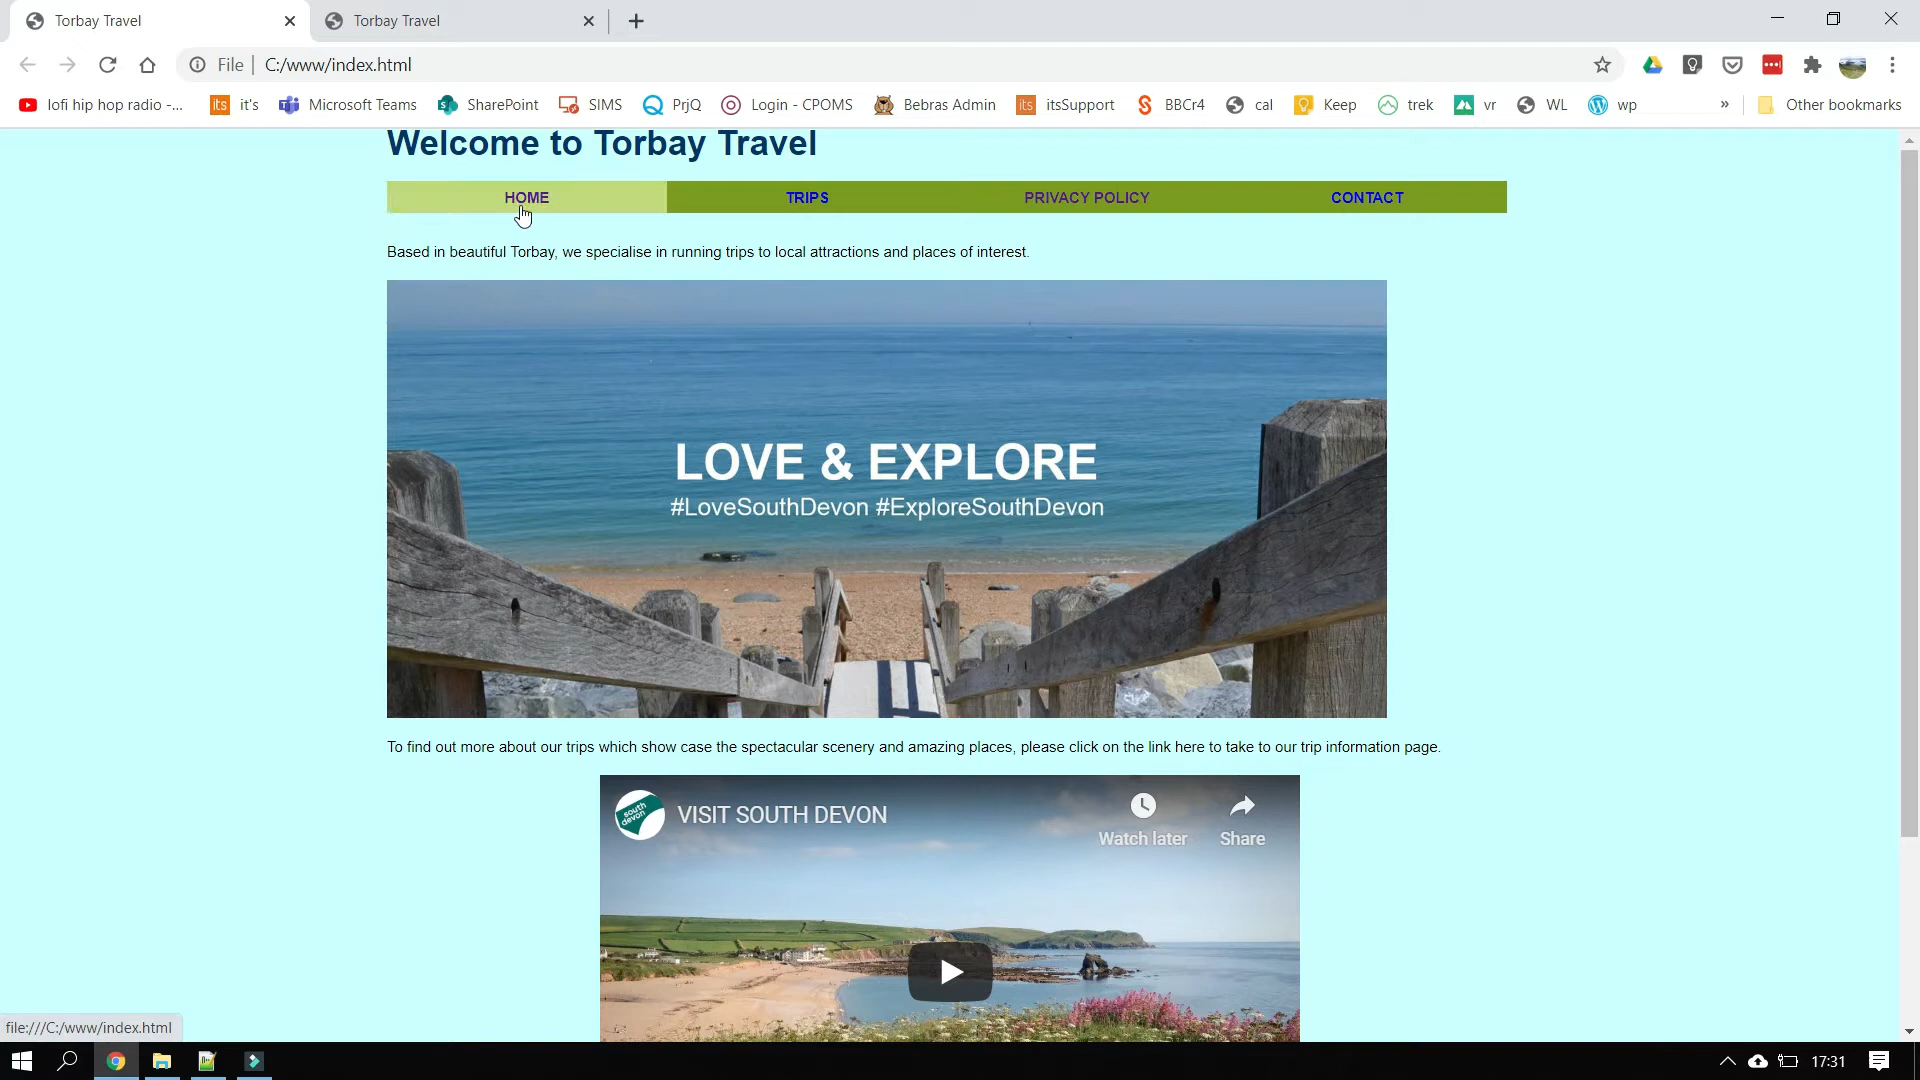 Torbay Travel
Torbay Travel
File
C:/www/index.html
lofi hip hop radio -...
its
it's
Microsoft Teams
SharePoint
SIMS
PrjQ
Login - CPOMS
Bebras Admin
its
itsSupport
BBCr4
cal
Keep
trek
vr
WL
wp
»
Other bookmarks
Welcome to Torbay Travel
HOME
TRIPS
PRIVACY POLICY
CONTACT
Based in beautiful Torbay, we specialise in running trips to local attractions and places of interest.
LOVE & EXPLORE
#LoveSouthDevon #ExploreSouthDevon
To find out more about our trips which show case the spectacular scenery and amazing places, please click on the link here to take to our trip information page.
south devon
VISIT SOUTH DEVON
Watch later
Share
file:///C:/www/index.html
17:31